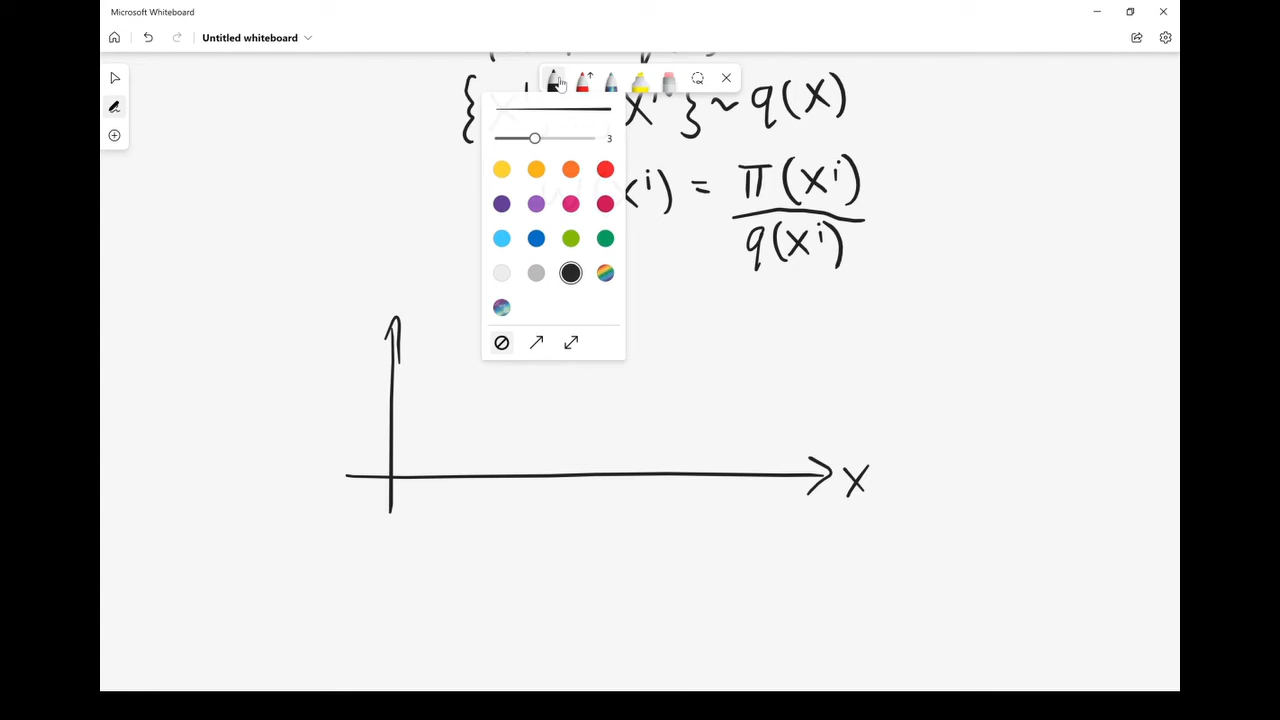 Microsoft Whiteboard
Untitled whiteboard
{ X i } ~ q(X)
x i) = π(x i)
q(x i)
3
X